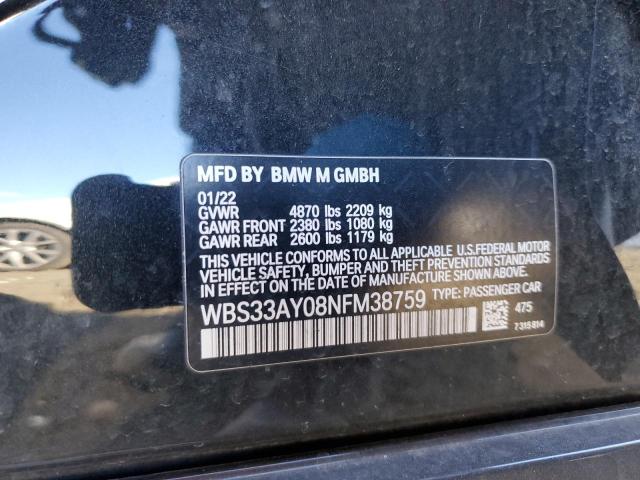 MFD BY BMW M GMBH
01/22
GVWR 4870 lbs 2209 kg
GAWR FRONT 2380 lbs 1080 kg
GAWR REAR 2600 lbs 1179 kg
THIS VEHICLE CONFORMS TO ALL APPLICABLE U.S.FEDERAL MOTOR
VEHICLE SAFETY, BUMPER AND THEFT PREVENTION STANDARDS
IN EFFECT ON THE DATE OF MANUFACTURE SHOWN ABOVE.
WBS33AY08NFM38759 TYPE: PASSENGER CAR
475
7315814